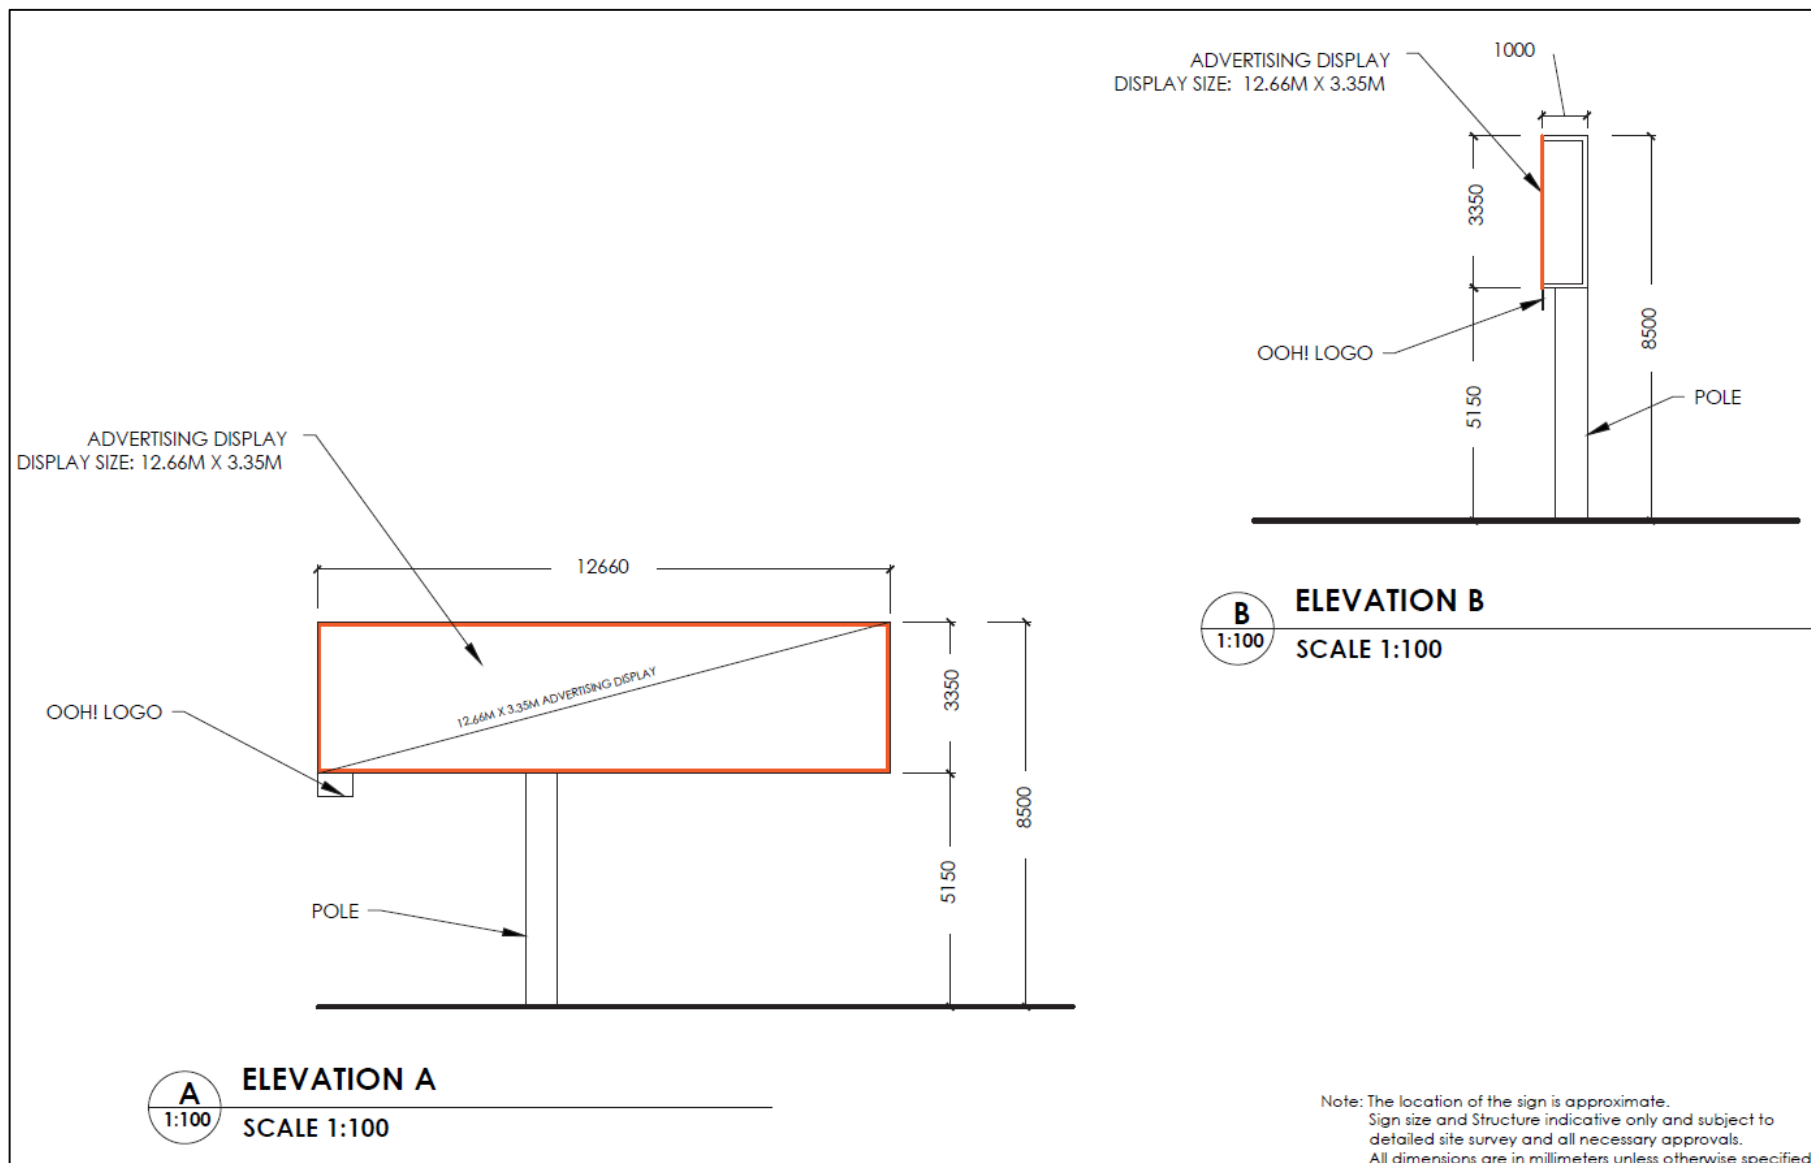 ADVERTISING DISPLAY
DISPLAY SIZE: 12.66M X 3.35M
1000
3350
8500
OOH! LOGO
5150
POLE
B
1:100
ELEVATION B
SCALE 1:100
ADVERTISING DISPLAY
DISPLAY SIZE: 12.66M X 3.35M
12660
12.66M X 3.35M ADVERTISING DISPLAY
3350
OOH! LOGO
8500
5150
POLE
A
1:100
ELEVATION A
SCALE 1:100
Note: The location of the sign is approximate.
Sign size and Structure indicative only and subject to
detailed site survey and all necessary approvals.
All dimensions are in millimeters unless otherwise specified